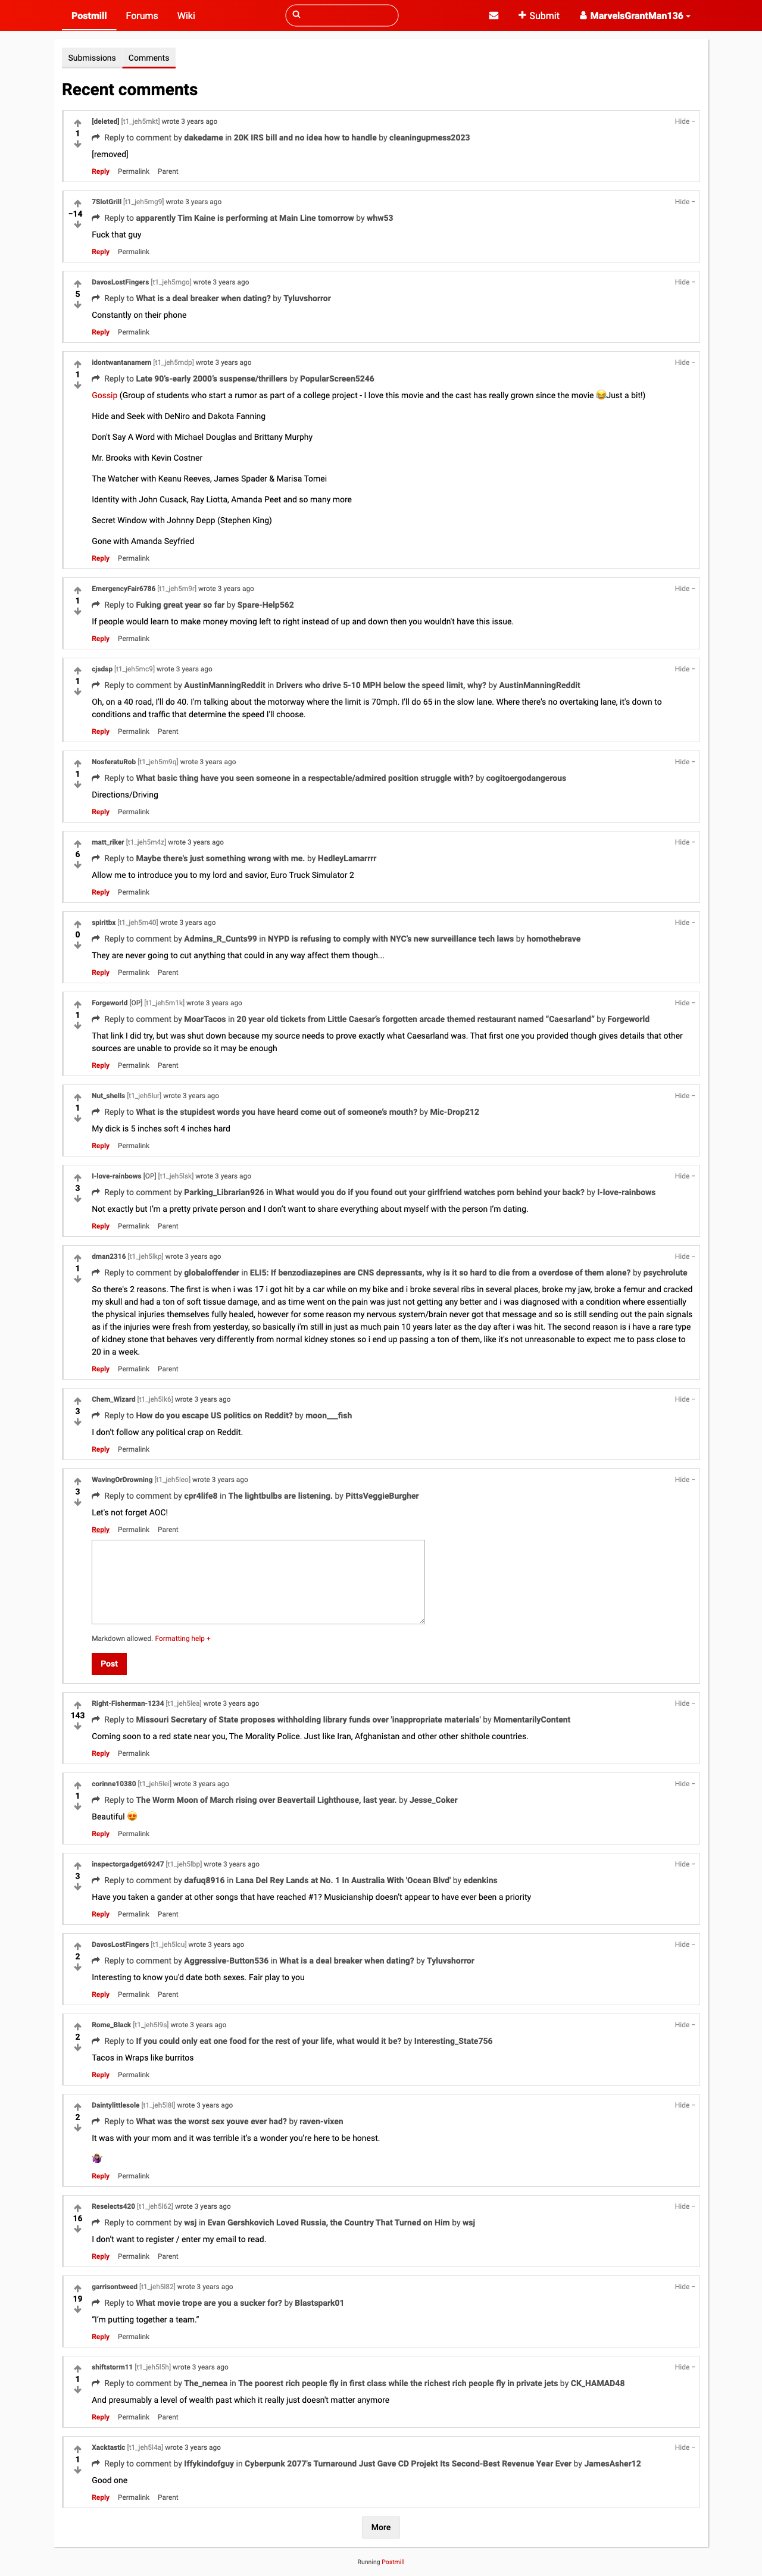 Postmill Forums Wiki Submit MarvelsGrantMan136
Submissions Comments
Recent comments
[deleted] [t1_jeh5mkt] wrote 3 years ago Hide −
1
Reply to comment by dakedame in 20K IRS bill and no idea how to handle by cleaningupmess2023
[removed]
Reply Permalink Parent
7SlotGrill [t1_jeh5mg9] wrote 3 years ago Hide −
−14
Reply to apparently Tim Kaine is performing at Main Line tomorrow by whw53
Fuck that guy
Reply Permalink
DavosLostFingers [t1_jeh5mgo] wrote 3 years ago Hide −
5
Reply to What is a deal breaker when dating? by Tyluvshorror
Constantly on their phone
Reply Permalink
idontwantanamern [t1_jeh5mdp] wrote 3 years ago Hide −
1
Reply to Late 90's-early 2000's suspense/thrillers by PopularScreen5246
Gossip (Group of students who start a rumor as part of a college project - I love this movie and the cast has really grown since the movie 😂Just a bit!)
Hide and Seek with DeNiro and Dakota Fanning
Don't Say A Word with Michael Douglas and Brittany Murphy
Mr. Brooks with Kevin Costner
The Watcher with Keanu Reeves, James Spader & Marisa Tomei
Identity with John Cusack, Ray Liotta, Amanda Peet and so many more
Secret Window with Johnny Depp (Stephen King)
Gone with Amanda Seyfried
Reply Permalink
EmergencyFair6786 [t1_jeh5m9r] wrote 3 years ago Hide −
1
Reply to Fuking great year so far by Spare-Help562
If people would learn to make money moving left to right instead of up and down then you wouldn't have this issue.
Reply Permalink
cjsdsp [t1_jeh5mc9] wrote 3 years ago Hide −
1
Reply to comment by AustinManningReddit in Drivers who drive 5-10 MPH below the speed limit, why? by AustinManningReddit
Oh, on a 40 road, I'll do 40. I'm talking about the motorway where the limit is 70mph. I'll do 65 in the slow lane. Where there's no overtaking lane, it's down to
conditions and traffic that determine the speed I'll choose.
Reply Permalink Parent
NosferatuRob [t1_jeh5m9q] wrote 3 years ago Hide −
1
Reply to What basic thing have you seen someone in a respectable/admired position struggle with? by cogitoergodangerous
Directions/Driving
Reply Permalink
matt_riker [t1_jeh5m4z] wrote 3 years ago Hide −
6
Reply to Maybe there's just something wrong with me. by HedleyLamarrrr
Allow me to introduce you to my lord and savior, Euro Truck Simulator 2
Reply Permalink
spiritbx [t1_jeh5m40] wrote 3 years ago Hide −
0
Reply to comment by Admins_R_Cunts99 in NYPD is refusing to comply with NYC's new surveillance tech laws by homothebrave
They are never going to cut anything that could in any way affect them though...
Reply Permalink Parent
Forgeworld [OP] [t1_jeh5m1k] wrote 3 years ago Hide −
1
Reply to comment by MoarTacos in 20 year old tickets from Little Caesar's forgotten arcade themed restaurant named “Caesarland” by Forgeworld
That link I did try, but was shut down because my source needs to prove exactly what Caesarland was. That first one you provided though gives details that other
sources are unable to provide so it may be enough
Reply Permalink Parent
Nut_shells [t1_jeh5lur] wrote 3 years ago Hide −
1
Reply to What is the stupidest words you have heard come out of someone's mouth? by Mic-Drop212
My dick is 5 inches soft 4 inches hard
Reply Permalink
I-love-rainbows [OP] [t1_jeh5lsk] wrote 3 years ago Hide −
3
Reply to comment by Parking_Librarian926 in What would you do if you found out your girlfriend watches porn behind your back? by I-love-rainbows
Not exactly but I'm a pretty private person and I don't want to share everything about myself with the person I'm dating.
Reply Permalink Parent
dman2316 [t1_jeh5lkp] wrote 3 years ago Hide −
1
Reply to comment by globaloffender in ELI5: If benzodiazepines are CNS depressants, why is it so hard to die from a overdose of them alone? by psychrolute
So there's 2 reasons. The first is when i was 17 i got hit by a car while on my bike and i broke several ribs in several places, broke my jaw, broke a femur and cracked
my skull and had a ton of soft tissue damage, and as time went on the pain was just not getting any better and i was diagnosed with a condition where essentially
the physical injuries themselves fully healed, however for some reason my nervous system/brain never got that message and so is still sending out the pain signals
as if the injuries were fresh from yesterday, so basically i'm still in just as much pain 10 years later as the day after i was hit. The second reason is i have a rare type
of kidney stone that behaves very differently from normal kidney stones so i end up passing a ton of them, like it's not unreasonable to expect me to pass close to
20 in a week.
Reply Permalink Parent
Chem_Wizard [t1_jeh5lk6] wrote 3 years ago Hide −
3
Reply to How do you escape US politics on Reddit? by moon___fish
I don't follow any political crap on Reddit.
Reply Permalink
WavingOrDrowning [t1_jeh5leo] wrote 3 years ago Hide −
3
Reply to comment by cpr4life8 in The lightbulbs are listening. by PittsVeggieBurgher
Let's not forget AOC!
Reply Permalink Parent
Markdown allowed. Formatting help +
Post
Right-Fisherman-1234 [t1_jeh5lea] wrote 3 years ago Hide −
143
Reply to Missouri Secretary of State proposes withholding library funds over 'inappropriate materials' by MomentarilyContent
Coming soon to a red state near you, The Morality Police. Just like Iran, Afghanistan and other other shithole countries.
Reply Permalink
corinne10380 [t1_jeh5lei] wrote 3 years ago Hide −
1
Reply to The Worm Moon of March rising over Beavertail Lighthouse, last year. by Jesse_Coker
Beautiful 😍
Reply Permalink
inspectorgadget69247 [t1_jeh5lbp] wrote 3 years ago Hide −
3
Reply to comment by dafuq8916 in Lana Del Rey Lands at No. 1 In Australia With 'Ocean Blvd' by edenkins
Have you taken a gander at other songs that have reached #1? Musicianship doesn't appear to have ever been a priority
Reply Permalink Parent
DavosLostFingers [t1_jeh5lcu] wrote 3 years ago Hide −
2
Reply to comment by Aggressive-Button536 in What is a deal breaker when dating? by Tyluvshorror
Interesting to know you'd date both sexes. Fair play to you
Reply Permalink Parent
Rome_Black [t1_jeh5l9s] wrote 3 years ago Hide −
2
Reply to If you could only eat one food for the rest of your life, what would it be? by Interesting_State756
Tacos in Wraps like burritos
Reply Permalink
Daintylittlesole [t1_jeh5l8l] wrote 3 years ago Hide −
2
Reply to What was the worst sex youve ever had? by raven-vixen
It was with your mom and it was terrible it's a wonder you're here to be honest.
Reply Permalink
Reselects420 [t1_jeh5l62] wrote 3 years ago Hide −
16
Reply to comment by wsj in Evan Gershkovich Loved Russia, the Country That Turned on Him by wsj
I don't want to register / enter my email to read.
Reply Permalink Parent
garrisontweed [t1_jeh5l82] wrote 3 years ago Hide −
19
Reply to What movie trope are you a sucker for? by Blastspark01
“I'm putting together a team.”
Reply Permalink
shiftstorm11 [t1_jeh5l5h] wrote 3 years ago Hide −
1
Reply to comment by The_nemea in The poorest rich people fly in first class while the richest rich people fly in private jets by CK_HAMAD48
And presumably a level of wealth past which it really just doesn't matter anymore
Reply Permalink Parent
Xacktastic [t1_jeh5l4a] wrote 3 years ago Hide −
1
Reply to comment by Iffykindofguy in Cyberpunk 2077's Turnaround Just Gave CD Projekt Its Second-Best Revenue Year Ever by JamesAsher12
Good one
Reply Permalink Parent
More
Running Postmill